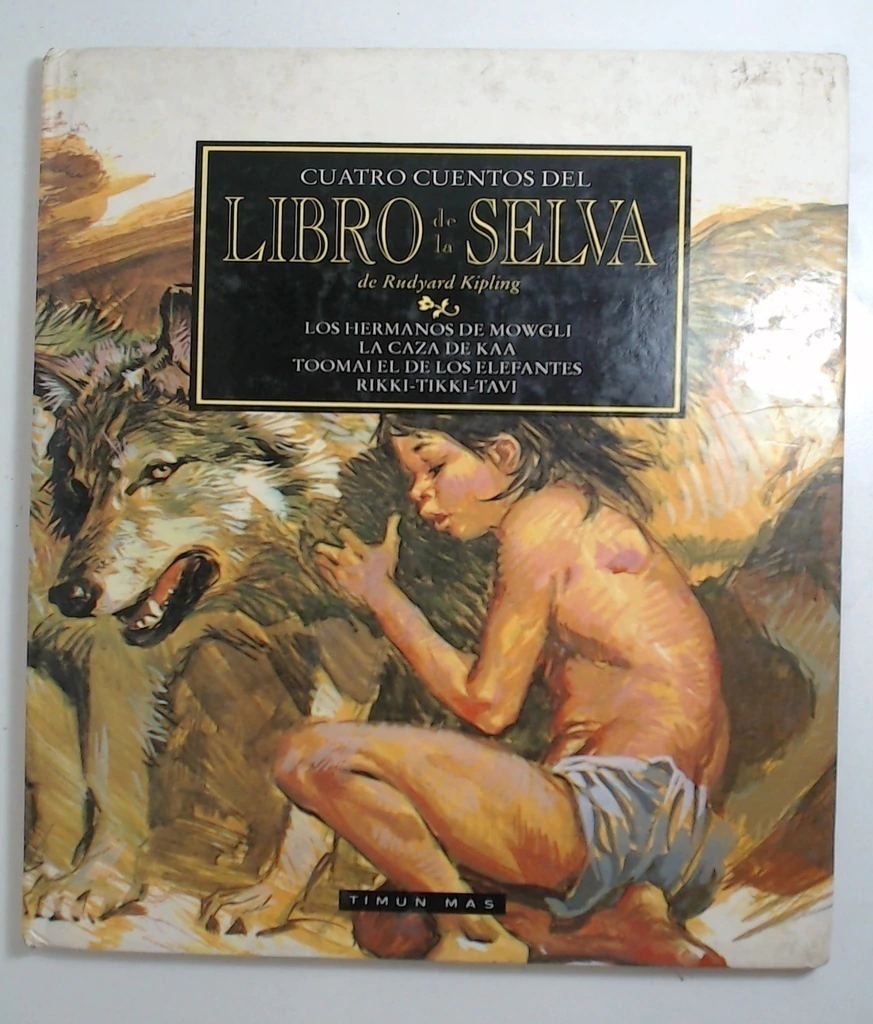 CUATRO CUENTOS DEL
LIBRO de la SELVA
de Rudyard Kipling
LOS HERMANOS DE MOWGLI
LA CAZA DE KAA
TOOMAI EL DE LOS ELEFANTES
RIKKI-TIKKI-TAVI
TIMUN MAS